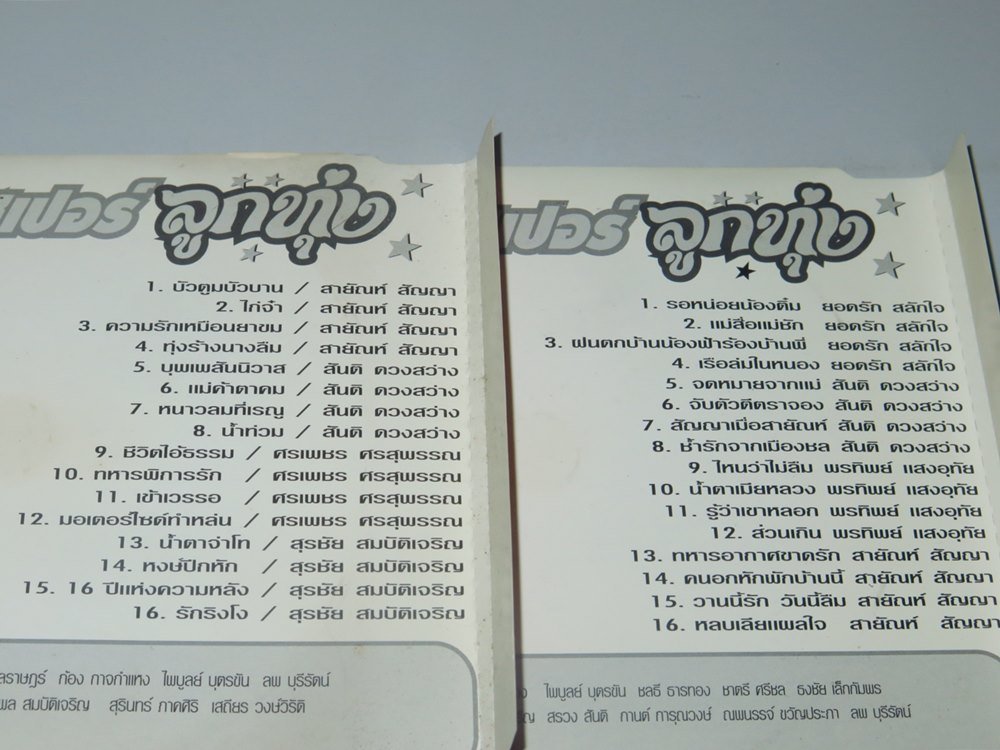 เปอร์ ลูกทุ่ง
1. บัวตูมบัวบาน / สายัณห์ สัญญา
2. ไก่จ๋า / สายัณห์ สัญญา
3. ความรักเหมือนยาขม / สายัณห์ สัญญา
4. ทุ่งร้างนางลืม / สายัณห์ สัญญา
5. บุพเพสันนิวาส / สันติ ดวงสว่าง
6. แม่ค้าตาคม / สันติ ดวงสว่าง
7. หนาวลมที่เรณู / สันติ ดวงสว่าง
8. น้ำท่วม / สันติ ดวงสว่าง
9. ชีวิตไอ้ธรรม / ศรเพชร ศรสุพรรณ
10. ทหารพิการรัก / ศรเพชร ศรสุพรรณ
11. เข้าเวรรอ / ศรเพชร ศรสุพรรณ
12. มอเตอร์ไซด์ทำหล่น / ศรเพชร ศรสุพรรณ
13. น้ำตาจ่าโท / สุรชัย สมบัติเจริญ
14. หงษ์ปีกหัก / สุรชัย สมบัติเจริญ
15. 16 ปีแห่งความหลัง / สุรชัย สมบัติเจริญ
16. รักริงโง / สุรชัย สมบัติเจริญ
ลราษฎร์ ก้อง กาจกำแหง ไพบูลย์ บุตรขัน ลพ บุรีรัตน์
พล สมบัติเจริญ สุรินทร์ ภาคศิริ เสถียร วงษ์วิรัติ
เปอร์ ลูกทุ่ง
1. รอหน่อยน้องติ๋ม ยอดรัก สลักใจ
2. แม่สื่อแม่ชัก ยอดรัก สลักใจ
3. ฝนตกบ้านน้องฟ้าร้องบ้านพี่ ยอดรัก สลักใจ
4. เรือล่มในหนอง ยอดรัก สลักใจ
5. จดหมายจากแม่ สันติ ดวงสว่าง
6. จับตัวตีตราจอง สันติ ดวงสว่าง
7. สัญญาเมื่อสายัณห์ สันติ ดวงสว่าง
8. ช้ำรักจากเมืองชล สันติ ดวงสว่าง
9. ไหนว่าไม่ลืม พรทิพย์ แสงอุทัย
10. น้ำตาเมียหลวง พรทิพย์ แสงอุทัย
11. รู้ว่าเขาหลอก พรทิพย์ แสงอุทัย
12. ส่วนเกิน พรทิพย์ แสงอุทัย
13. ทหารอากาศขาดรัก สายัณห์ สัญญา
14. คนอกหักพักบ้านนี้ สายัณห์ สัญญา
15. วานนี้รัก วันนี้ลืม สายัณห์ สัญญา
16. หลบเลียแผลใจ สายัณห์ สัญญา
ง ไพบูลย์ บุตรขัน ชลธี ธารทอง ชาตรี ศรีชล ธงชัย เล็กกำพร
ญ สรวง สันติ กานต์ การุณวงษ์ ณพนรรจ์ ขวัญประภา ลพ บุรีรัตน์